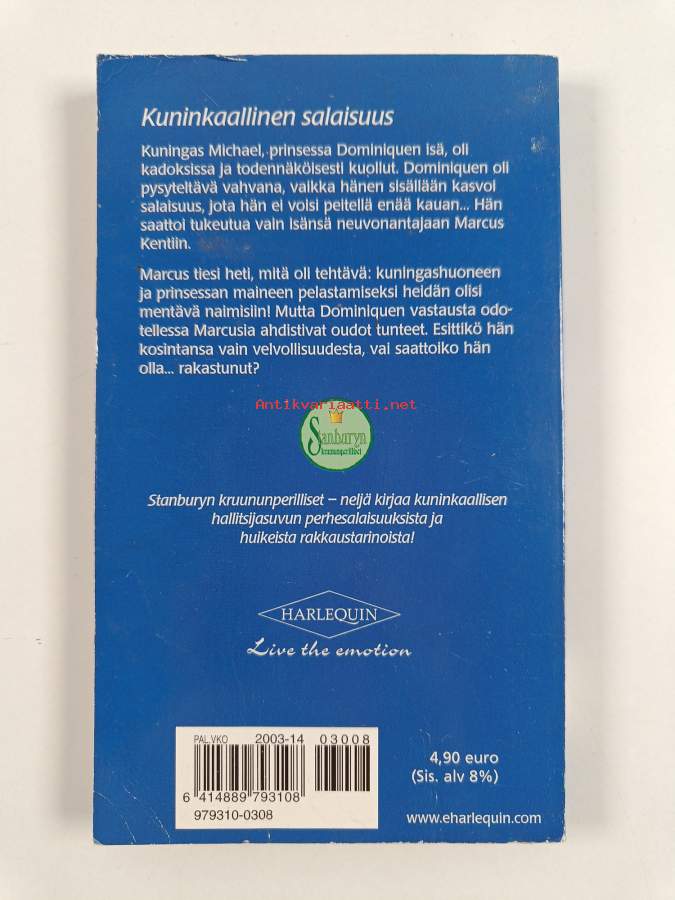 Kuninkaallinen salaisuus
Kuningas Michael, prinsessa Dominiquen isä, oli
kadoksissa ja todennäköisesti kuollut. Dominiquen oli
pysyteltävä vahvana, vaikka hänen sisällään kasvoi
salaisuus, jota hän ei voisi peitellä enää kauan... Hän
saattoi tukeutua vain isänsä neuvonantajaan Marcus
Kentiin.
Marcus tiesi heti, mitä oli tehtävä: kuningashuoneen
ja prinsessan maineen pelastamiseksi heidän olisi
mentävä naimisiin! Mutta Dominiquen vastausta odo-
tellessa Marcusia ahdistivat oudot tunteet. Esittikö hän
kosintansa vain velvollisuudesta, vai saattoiko hän
olla... rakastunut?
Antikvariaatti.net
Stanburyn
kruununperilliset
Stanburyn kruununperilliset – neljä kirjaa kuninkaallisen
hallitsijasuvun perhesalaisuuksista ja
huikeista rakkaustarinoista!
HARLEQUIN
Live the emotion
PAL.VKO 2003-14 03008
6 414889 793108
979310-0308
4,90 euro
(Sis. alv 8%)
www.eharlequin.com